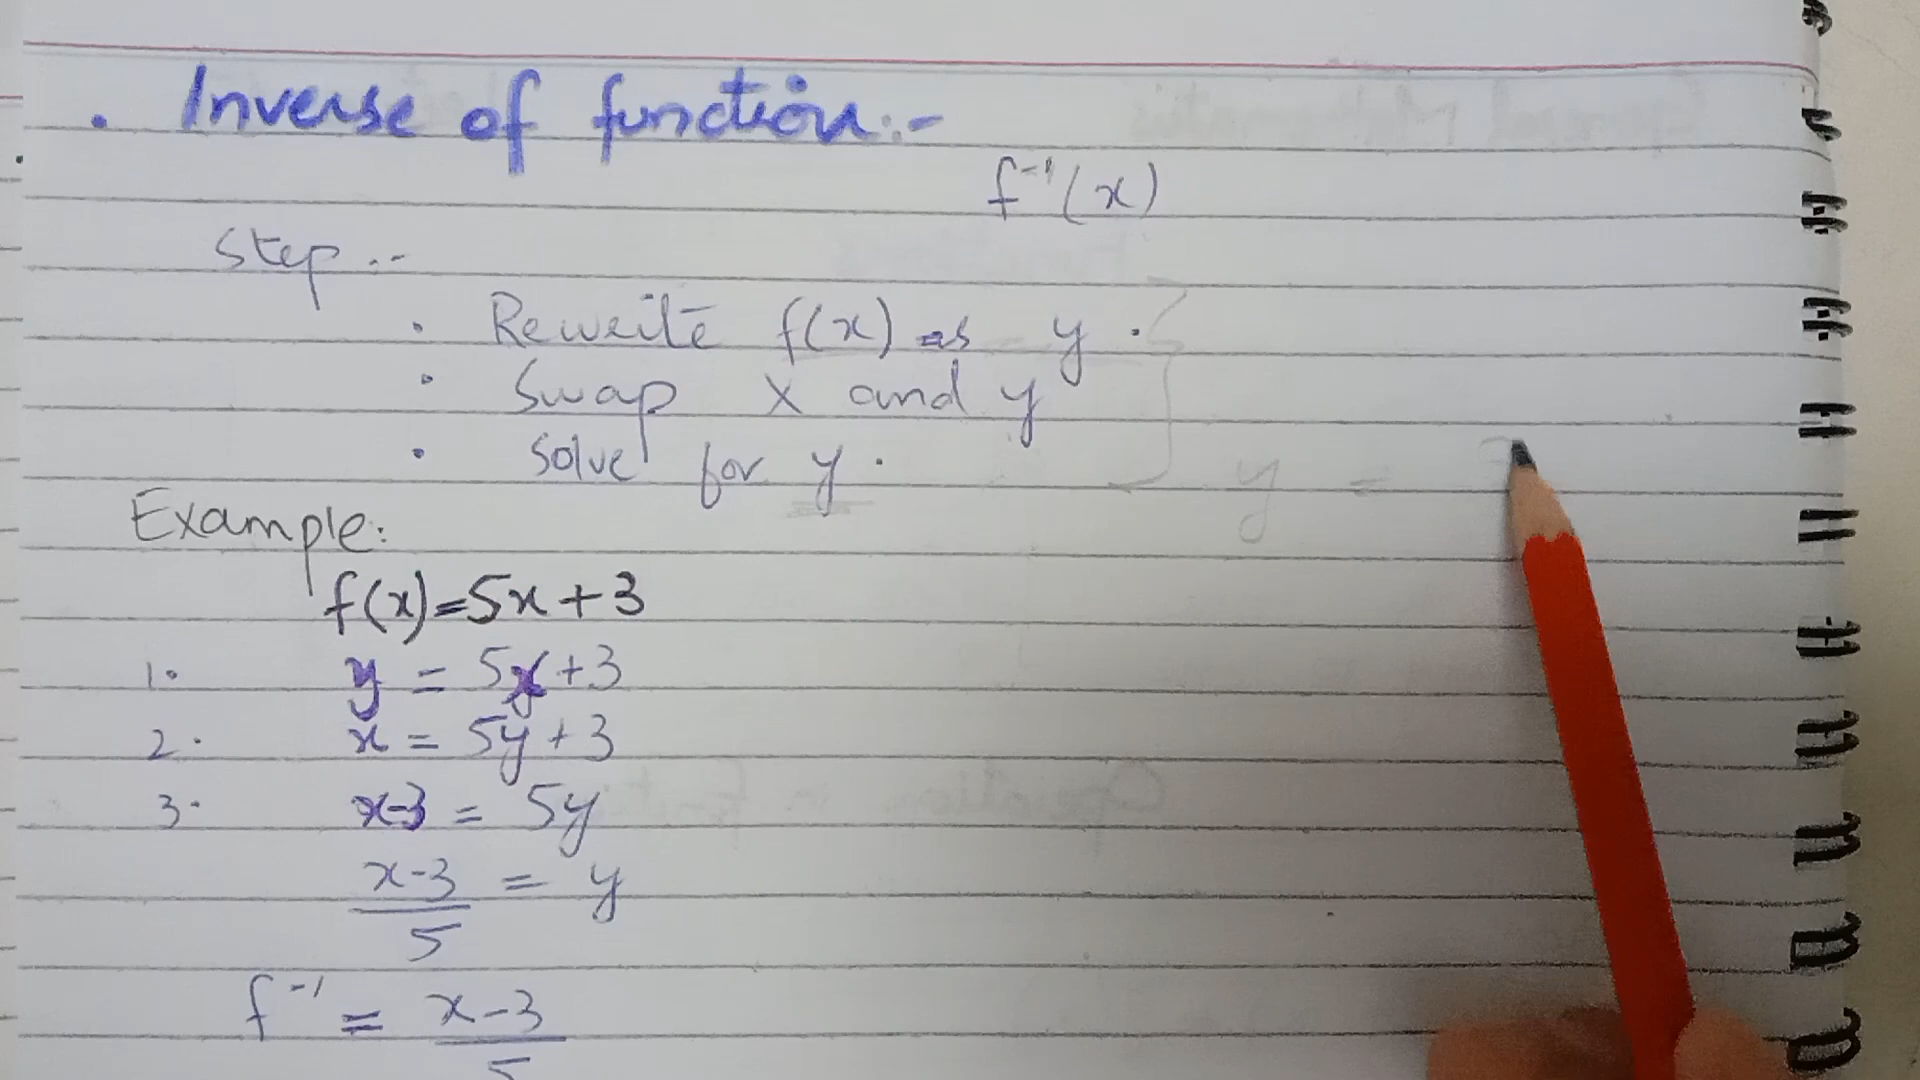 . Inverse of function:-
f⁻¹(x)
Step:-
. Rewrite f(x) as y.
. Swap x and y
. Solve for y.
y =
Example:
f(x)=5x+3
1. y = 5x+3
2. x = 5y+3
3. x-3 = 5y
x-3 = y
5
f⁻¹ = x-3
5